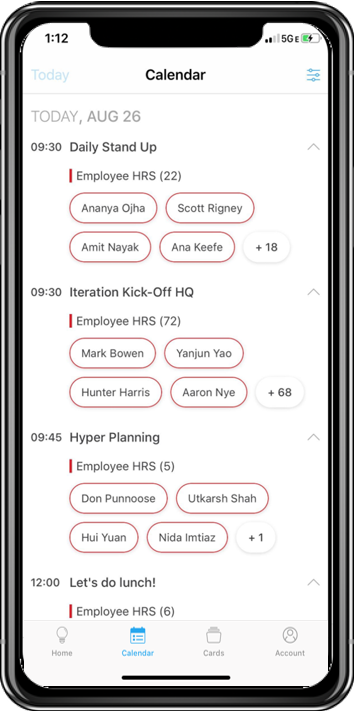 1:12 5GE
Today Calendar
TODAY, AUG 26
09:30 Daily Stand Up
Employee HRS (22)
Ananya Ojha Scott Rigney
Amit Nayak Ana Keefe + 18
09:30 Iteration Kick-Off HQ
Employee HRS (72)
Mark Bowen Yanjun Yao
Hunter Harris Aaron Nye + 68
09:45 Hyper Planning
Employee HRS (5)
Don Punnoose Utkarsh Shah
Hui Yuan Nida Imtiaz + 1
12:00 Let's do lunch!
Employee HRS (6)
Home Calendar Cards Account